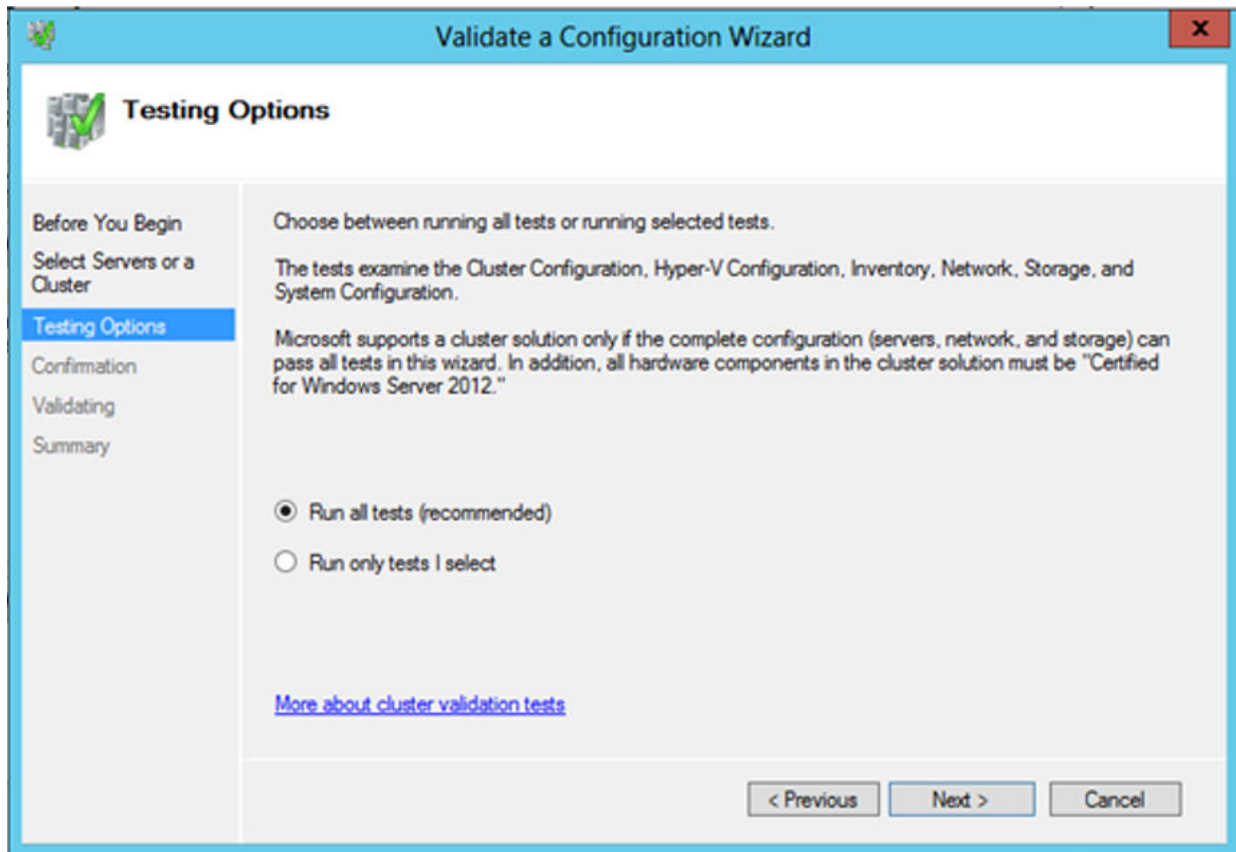 Validate a Configuration Wizard
x
Testing Options
Before You Begin
Select Servers or a
Cluster
Testing Options
Confirmation
Validating
Summary
Choose between running all tests or running selected tests.
The tests examine the Cluster Configuration, Hyper-V Configuration, Inventory, Network, Storage, and
System Configuration.
Microsoft supports a cluster solution only if the complete configuration (servers, network, and storage) can
pass all tests in this wizard. In addition, all hardware components in the cluster solution must be "Certified
for Windows Server 2012."
Run all tests (recommended)
Run only tests I select
More about cluster validation tests
< Previous
Next >
Cancel